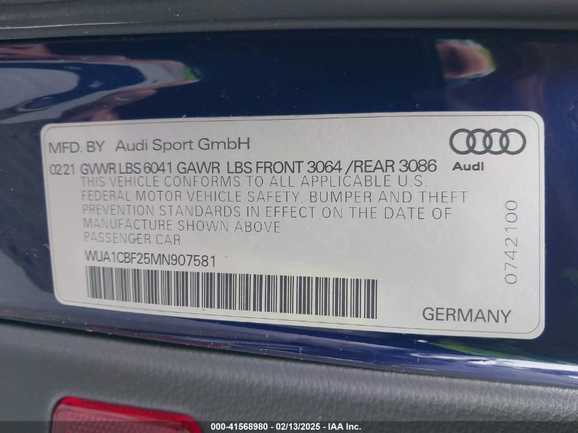 MFD. BY Audi Sport GmbH
02 21 GVWR LBS 6041 GAWR LBS FRONT 3064 /REAR 3086
Audi
THIS VEHICLE CONFORMS TO ALL APPLICABLE U.S.
FEDERAL MOTOR VEHICLE SAFETY, BUMPER AND THEFT
PREVENTION STANDARDS IN EFFECT ON THE DATE OF
MANUFACTURE SHOWN ABOVE
PASSENGER CAR
WUA1CBF25MN907581
0742100
GERMANY
000-41568980 - 02/13/2025 - IAA Inc.